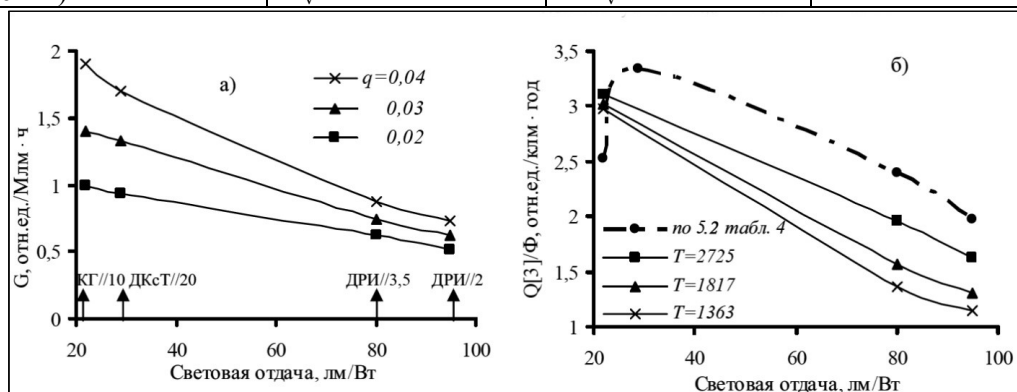 а)
G, отн.ед./Млм · ч
2
1,5
1
0,5
0
q=0,04
0,03
0,02
КГ//10 ДКсТ//20 ДРИ//3,5 ДРИ//2
20 40 60 80 100
Световая отдача, лм/Вт
б)
Q[3]/Ф, отн.ед./клм · год
3,5
3
2,5
2
1,5
1
по 5.2 табл. 4
T=2725
T=1817
T=1363
20 40 60 80 100
Световая отдача, лм/Вт